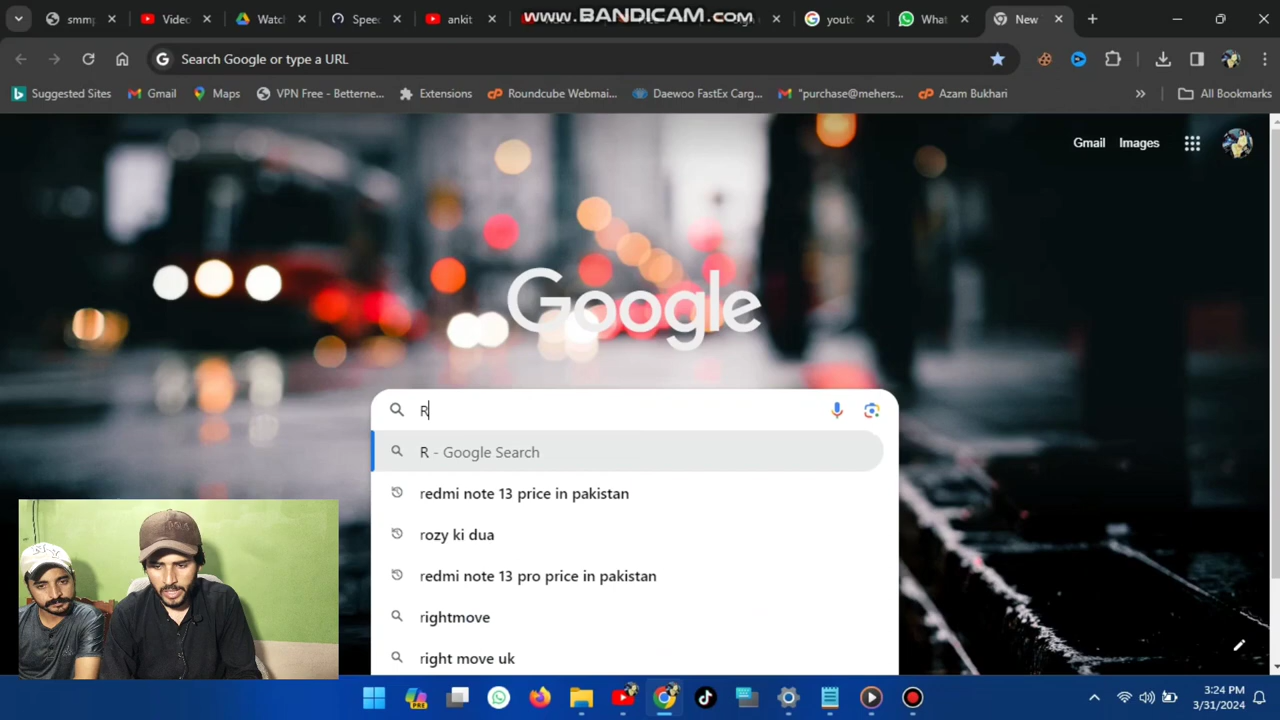 smmp
Video
Watch
Speed
ankit
www.BANDICAM.com
yout
What
New
Search Google or type a URL
Suggested Sites
Gmail
Maps
VPN Free - Betterne...
Extensions
Roundcube Webmai...
Daewoo FastEx Carg...
"purchase@mehers...
Azam Bukhari
All Bookmarks
Gmail
Images
Google
R
R - Google Search
redmi note 13 price in pakistan
rozy ki dua
redmi note 13 pro price in pakistan
rightmove
right move uk
PRE
3:24 PM
3/31/2024